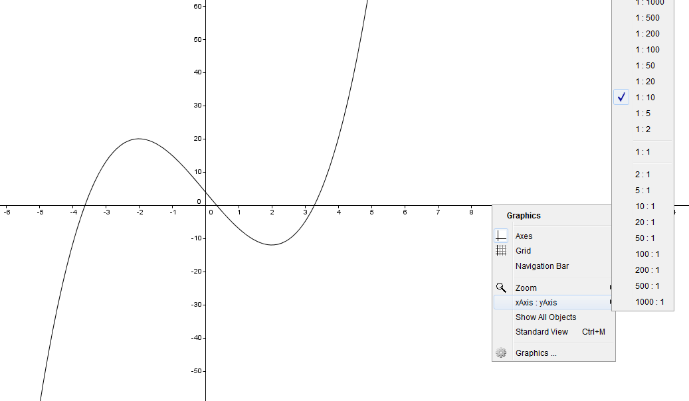 60
50
40
30
20
10
0
-10
-20
-30
-40
-50
-6 -5 -4 -3 -2 -1 0 1 2 3 4 5 6 7 8
4
Graphics
Axes
Grid
Navigation Bar
Zoom
xAxis : yAxis
Show All Objects
Standard View Ctrl+M
Graphics ...
1 : 1000
1 : 500
1 : 200
1 : 100
1 : 50
1 : 20
1 : 10
1 : 5
1 : 2
1 : 1
2 : 1
5 : 1
10 : 1
20 : 1
50 : 1
100 : 1
200 : 1
500 : 1
1000 : 1